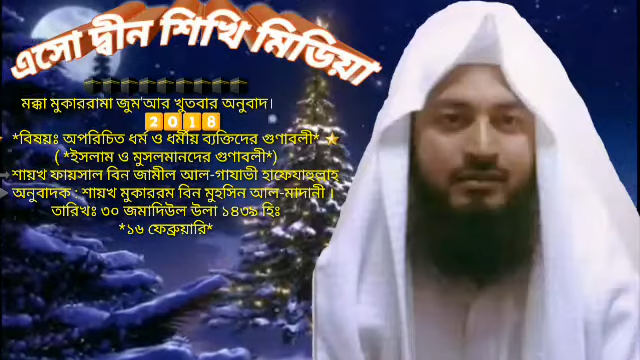 এসো দ্বীন শিখি মিডিয়া
মক্কা মুকাররামা জুম'আর খুতবার অনুবাদ।
2018
*বিষয়ঃ অপরিচিত ধর্ম ও ধর্মীয় ব্যক্তিদের গুণাবলী*
( *ইসলাম ও মুসলমানদের গুণাবলী*)
শায়খ ফায়সাল বিন জামীল আল-গাযাভী হাফেযাহুল্লাহ
অনুবাদক : শায়খ মুকাররম বিন মুহসিন আল-মাদানী ।
তারিখঃ ৩০ জমাদিউল উলা ১৪৩৯ হিঃ
*১৬ ফেব্রুয়ারি*